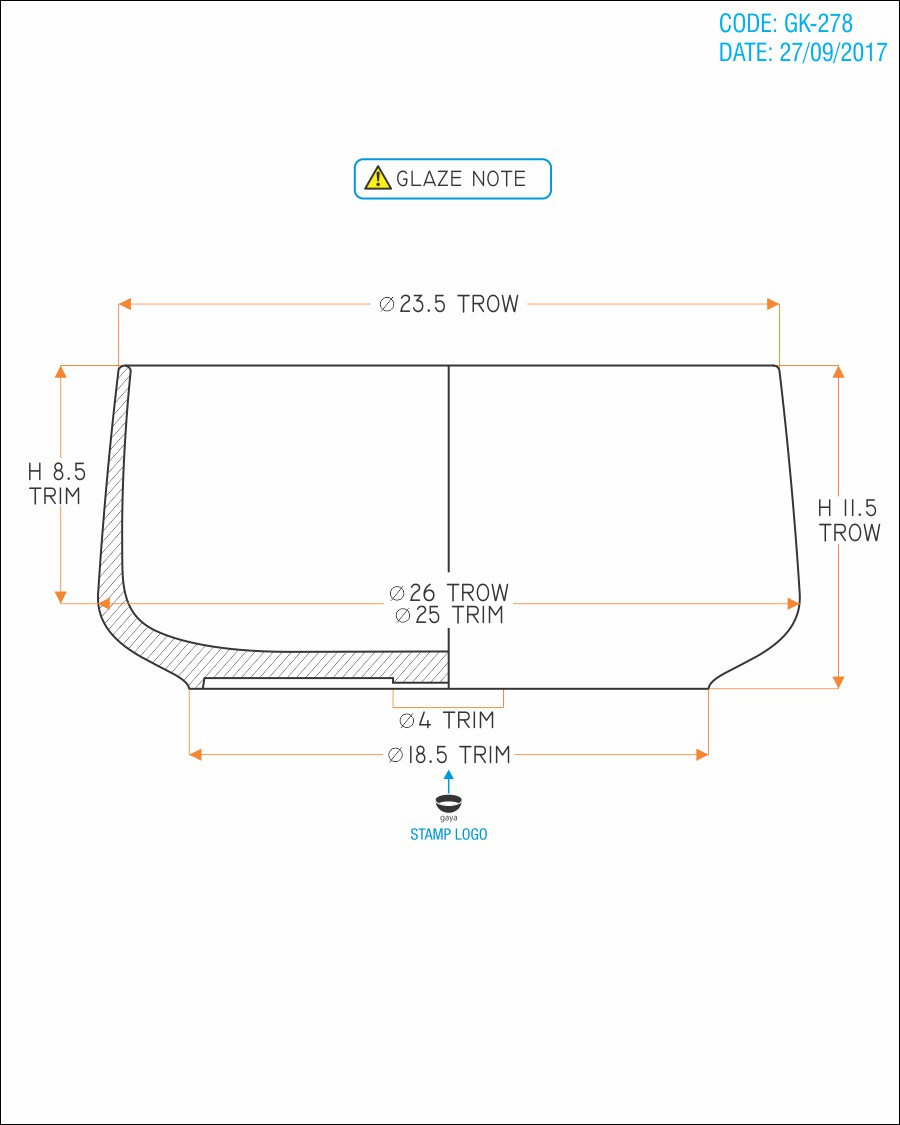 CODE: GK-278
DATE: 27/09/2017
GLAZE NOTE
Ø 23.5 TROW
H 8.5
TRIM
H 11.5
TROW
Ø 26 TROW
Ø 25 TRIM
Ø 4 TRIM
Ø 18.5 TRIM
gaya
STAMP LOGO